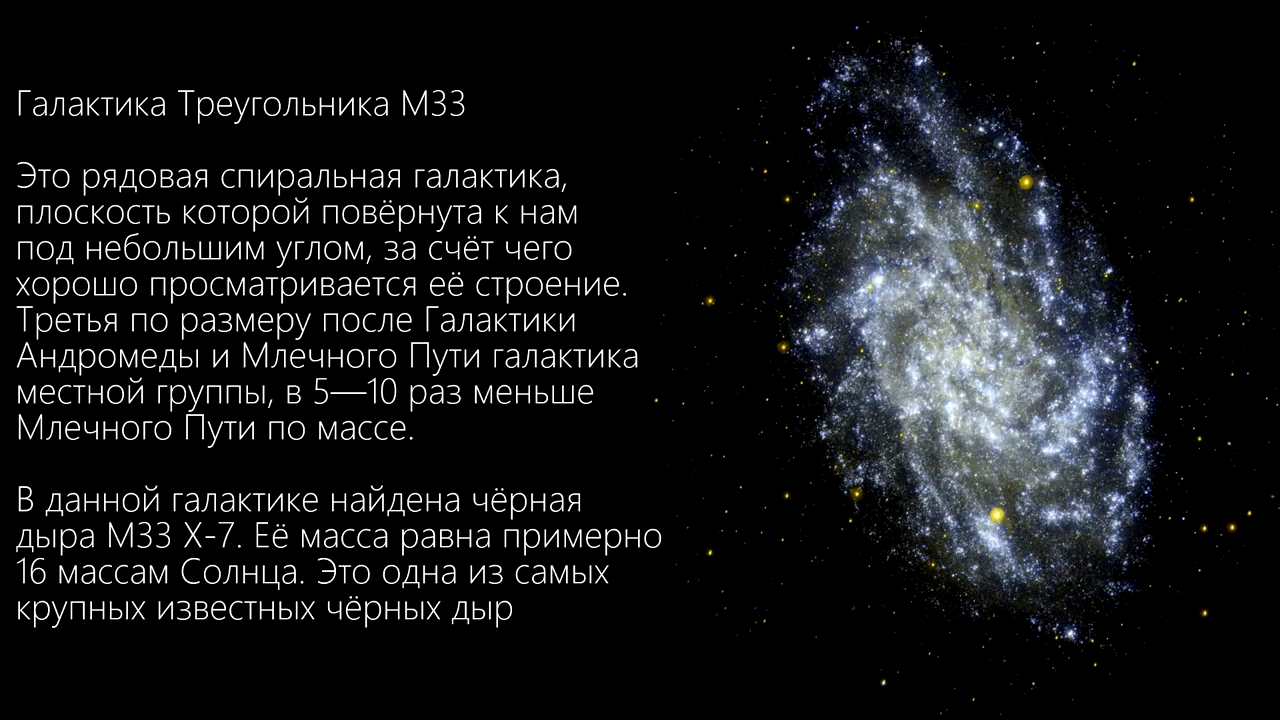 Галактика Треугольника М33
Это рядовая спиральная галактика,
плоскость которой повёрнута к нам
под небольшим углом, за счёт чего
хорошо просматривается её строение.
Третья по размеру после Галактики
Андромеды и Млечного Пути галактика
местной группы, в 5—10 раз меньше
Млечного Пути по массе.
В данной галактике найдена чёрная
дыра М33 X-7. Её масса равна примерно
16 массам Солнца. Это одна из самых
крупных известных чёрных дыр